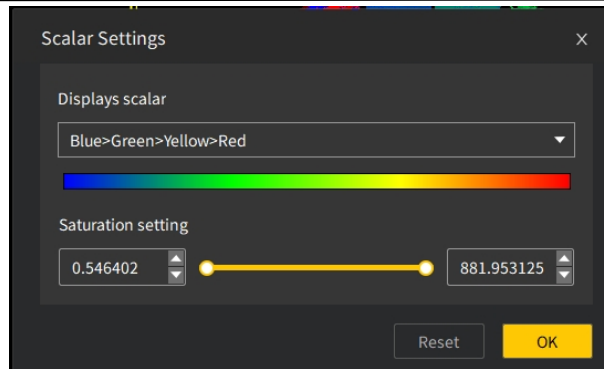 Scalar Settings
Displays scalar
Blue>Green>Yellow>Red
Saturation setting
0.546402 881.953125
Reset OK